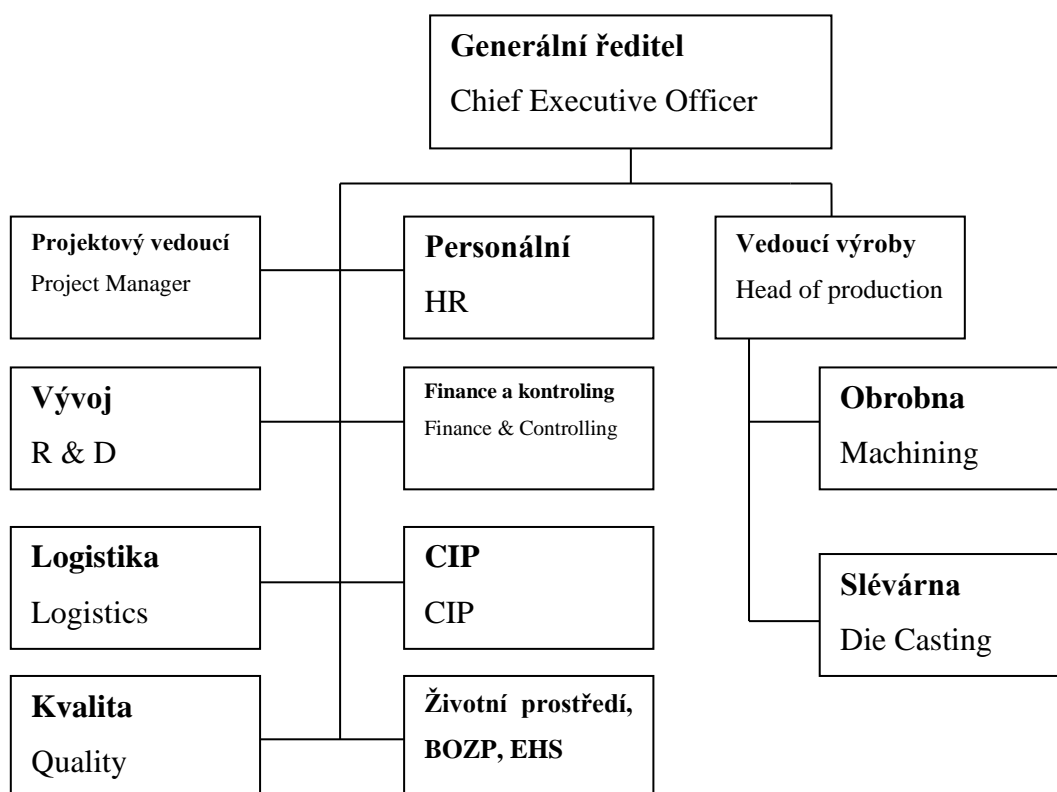 Generální ředitel
Chief Executive Officer
Projektový vedoucí
Project Manager
Personální
HR
Vedoucí výroby
Head of production
Vývoj
R & D
Finance a kontroling
Finance & Controlling
Obrobna
Machining
Logistika
Logistics
CIP
CIP
Slévárna
Die Casting
Kvalita
Quality
Životní prostředí,
BOZP, EHS